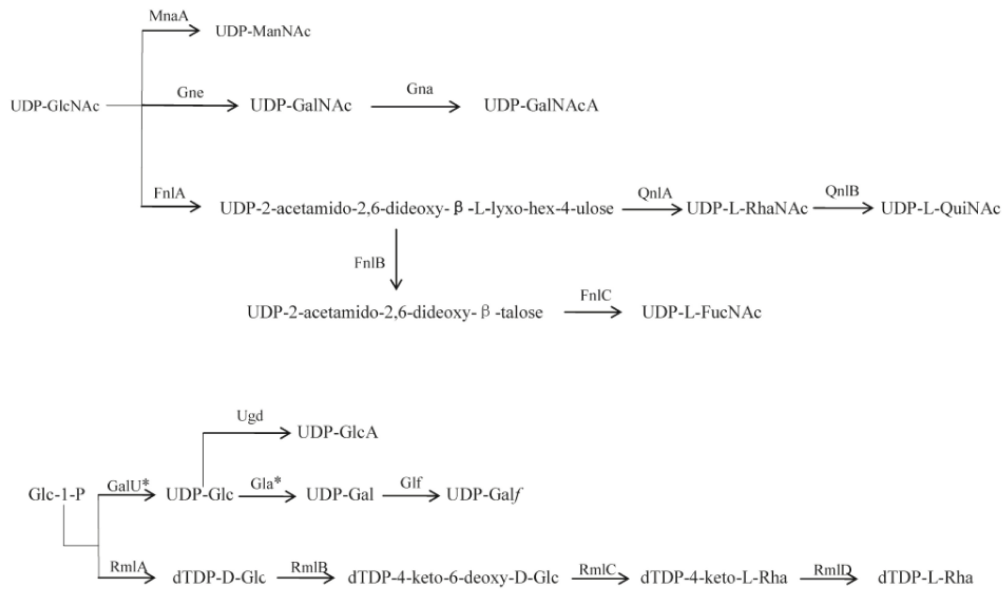 MnaA
UDP-ManNAc
UDP-GlcNAc
Gne
UDP-GalNAc
Gna
UDP-GalNAcA
FnlA
UDP-2-acetamido-2,6-dideoxy-β-L-lyxo-hex-4-ulose
QnlA
UDP-L-RhaNAc
QnlB
UDP-L-QuiNAc
FnlB
UDP-2-acetamido-2,6-dideoxy-β-talose
FnlC
UDP-L-FucNAc
Ugd
UDP-GlcA
Glc-1-P
GalU*
UDP-Glc
Gla*
UDP-Gal
Glf
UDP-Galf
RmlA
dTDP-D-Glc
RmlB
dTDP-4-keto-6-deoxy-D-Glc
RmlC
dTDP-4-keto-L-Rha
RmlD
dTDP-L-Rha